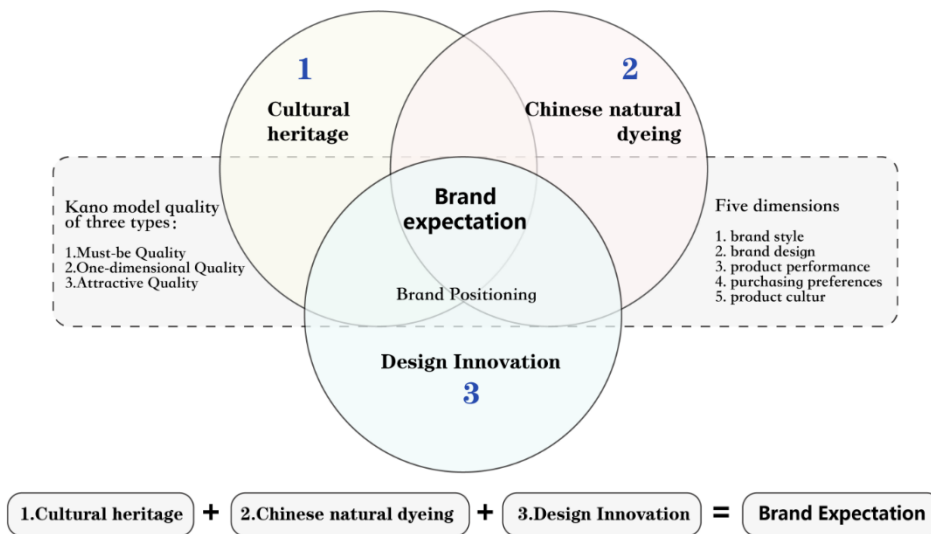 1
Cultural
heritage
2
Chinese natural
dyeing
Kano model quality
of three types:
1.Must-be Quality
2.One-dimensional Quality
3.Attractive Quality
Brand
expectation
Brand Positioning
Five dimensions
1. brand style
2. brand design
3. product performance
4. purchasing preferences
5. product cultur
Design Innovation
3
1.Cultural heritage + 2.Chinese natural dyeing + 3.Design Innovation = Brand Expectation